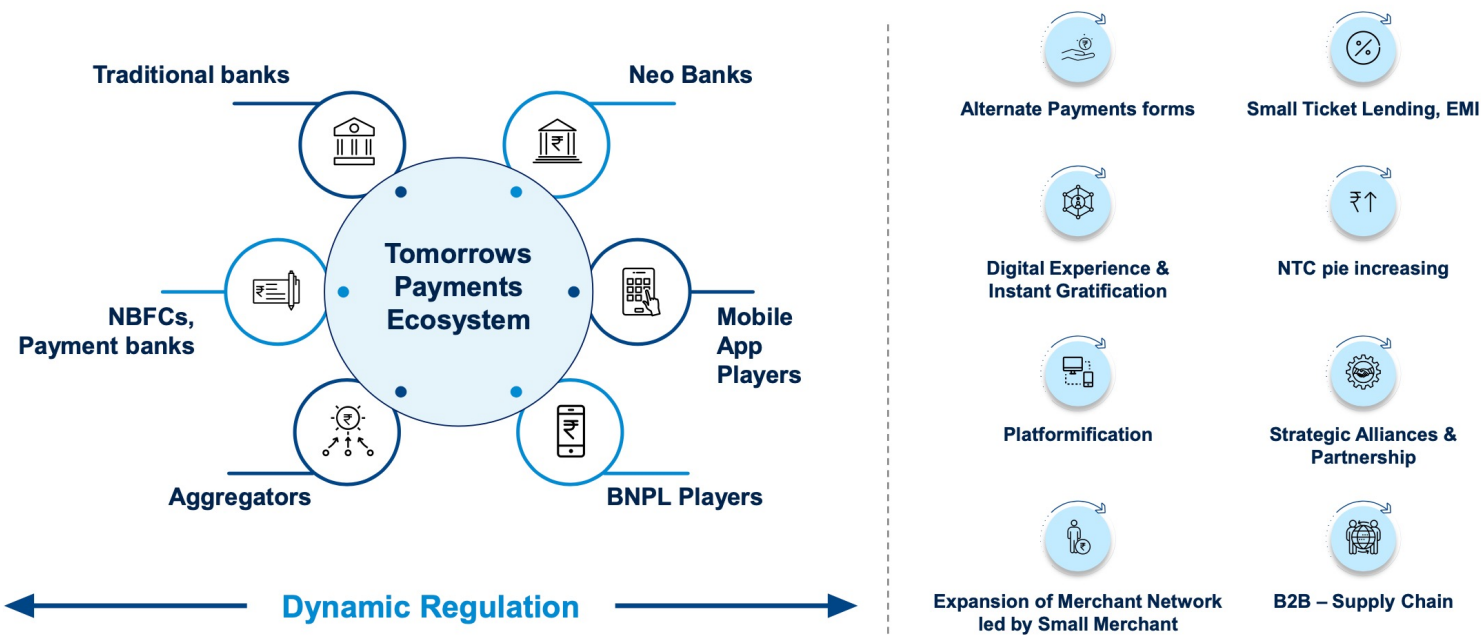 Traditional banks
Neo Banks
Tomorrows
Payments
Ecosystem
NBFCs,
Payment banks
Mobile
App
Players
Aggregators
BNPL Players
Dynamic Regulation
Alternate Payments forms
Small Ticket Lending, EMI
Digital Experience &
Instant Gratification
NTC pie increasing
Platformification
Strategic Alliances &
Partnership
Expansion of Merchant Network
led by Small Merchant
B2B – Supply Chain